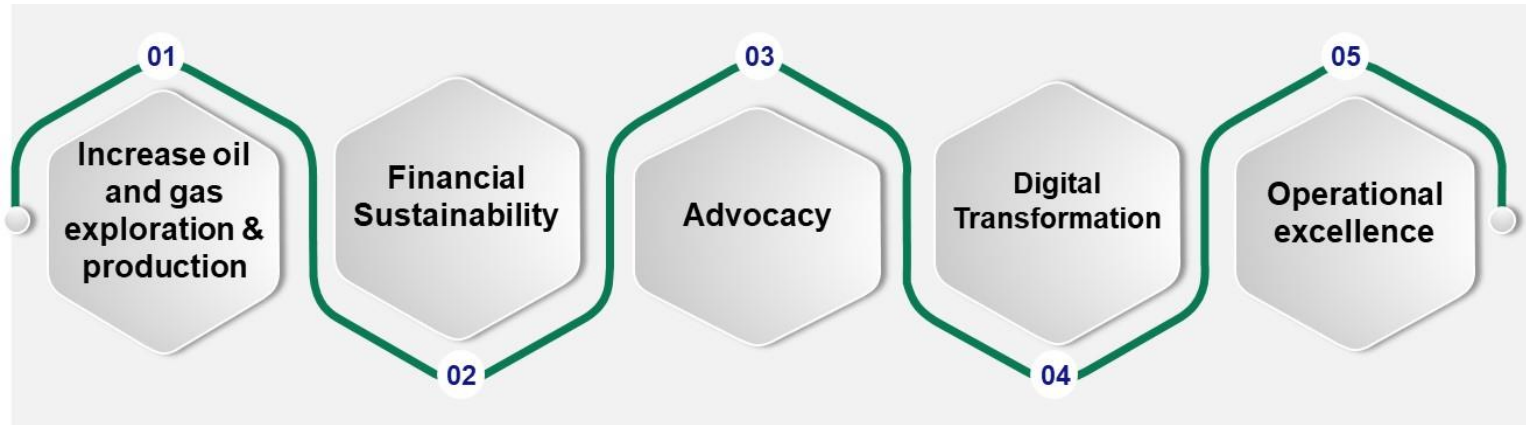 01
Increase oil
and gas
exploration &
production
Financial
Sustainability
02
03
Advocacy
Digital
Transformation
04
05
Operational
excellence